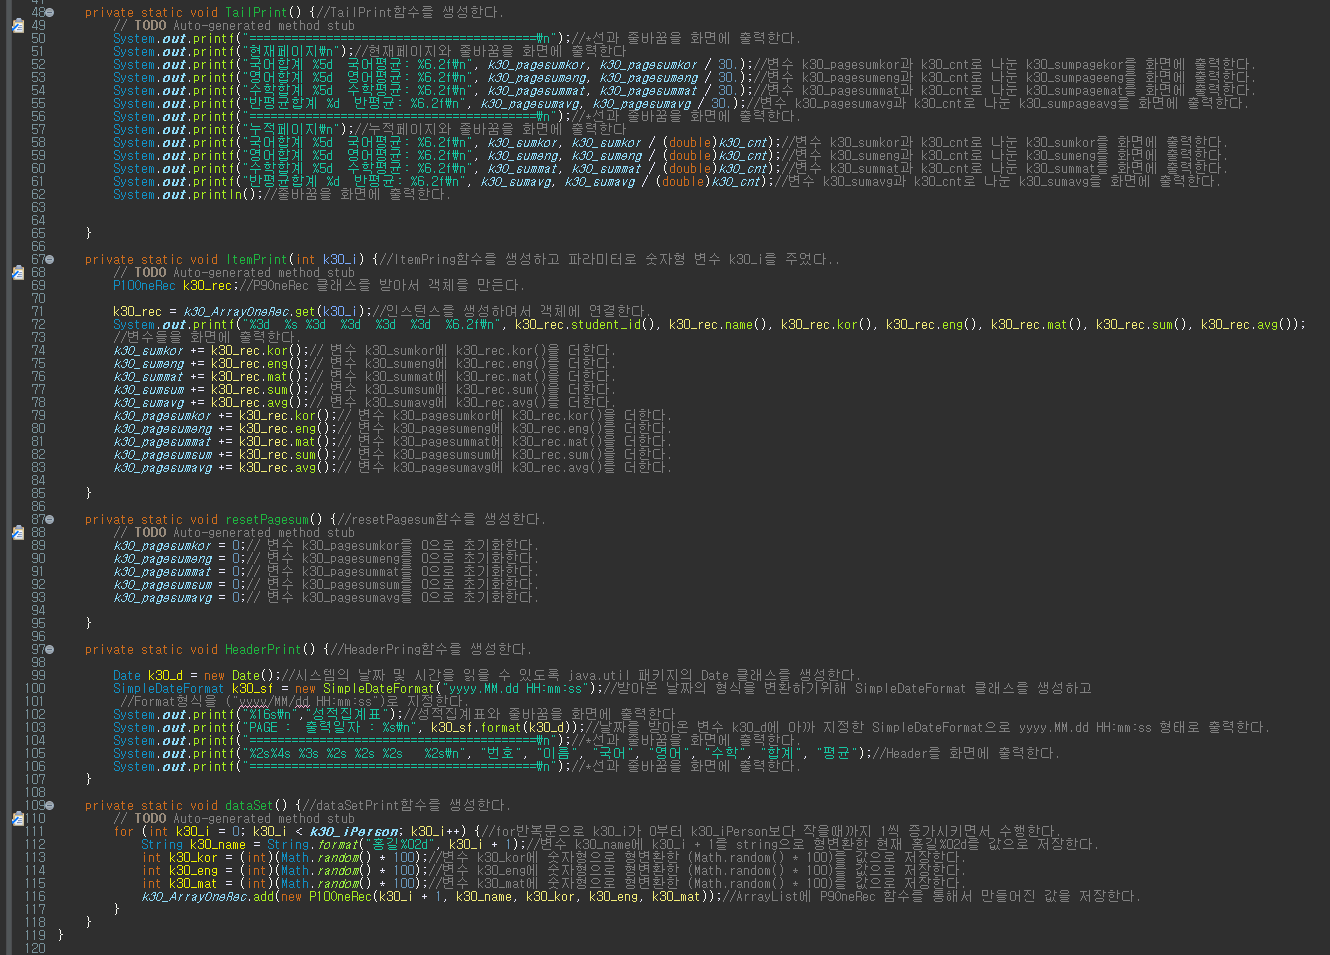 48 private static void TailPrint() {//TailPrint함수를 생성한다.
49 // TODO Auto-generated method stub
50 System.out.printf("=========================================₩n");//*선과 줄바꿈을 화면에 출력한다.
51 System.out.printf("현재페이지₩n");//현재페이지와 줄바꿈을 화면에 출력한다
52 System.out.printf("국어합계 %5d  국어평균: %6.2f₩n", k30_pagesumkor, k30_pagesumkor / 30.);//변수 k30_pagesumkor과 k30_cnt로 나눈 k30_sumpagekor를 화면에 출력한다.
53 System.out.printf("영어합계 %5d  영어평균: %6.2f₩n", k30_pagesumeng, k30_pagesumeng / 30.);//변수 k30_pagesumeng과 k30_cnt로 나눈 k30_sumpageeng를 화면에 출력한다.
54 System.out.printf("수학합계 %5d  수학평균: %6.2f₩n", k30_pagesummat, k30_pagesummat / 30.);//변수 k30_pagesummat과 k30_cnt로 나눈 k30_sumpagemat를 화면에 출력한다.
55 System.out.printf("반평균합계 %d  반평균: %6.2f₩n", k30_pagesumavg, k30_pagesumavg / 30.);//변수 k30_pagesumavg과 k30_cnt로 나눈 k30_sumpageavg를 화면에 출력한다.
56 System.out.printf("=========================================₩n");//*선과 줄바꿈을 화면에 출력한다.
57 System.out.printf("누적페이지₩n");//누적페이지와 줄바꿈을 화면에 출력한다
58 System.out.printf("국어합계 %5d  국어평균: %6.2f₩n", k30_sumkor, k30_sumkor / (double)k30_cnt);//변수 k30_sumkor과 k30_cnt로 나눈 k30_sumkor를 화면에 출력한다.
59 System.out.printf("영어합계 %5d  영어평균: %6.2f₩n", k30_sumeng, k30_sumeng / (double)k30_cnt);//변수 k30_sumeng과 k30_cnt로 나눈 k30_sumeng를 화면에 출력한다.
60 System.out.printf("수학합계 %5d  수학평균: %6.2f₩n", k30_summat, k30_summat / (double)k30_cnt);//변수 k30_summat과 k30_cnt로 나눈 k30_summat를 화면에 출력한다.
61 System.out.printf("반평균합계 %d  반평균: %6.2f₩n", k30_sumavg, k30_sumavg / (double)k30_cnt);//변수 k30_sumavg과 k30_cnt로 나눈 k30_sumavg를 화면에 출력한다.
62 System.out.println();//줄바꿈을 화면에 출력한다.
63
64
65 }
66
67 private static void ItemPrint(int k30_i) {//ItemPring함수를 생성하고 파라미터로 숫자형 변수 k30_i를 주었다..
68 // TODO Auto-generated method stub
69 P10OneRec k30_rec;//P9OneRec 클래스를 받아서 객체를 만든다.
70
71 k30_rec = k30_ArrayOneRec.get(k30_i);//인스턴스를 생성하여서 객체에 연결한다.
72 System.out.printf("%3d  %s %3d  %3d  %3d  %3d  %6.2f₩n", k30_rec.student_id(), k30_rec.name(), k30_rec.kor(), k30_rec.eng(), k30_rec.mat(), k30_rec.sum(), k30_rec.avg());
73 //변수들을 화면에 출력한다.
74 k30_sumkor += k30_rec.kor();// 변수 k30_sumkor에 k30_rec.kor()을 더한다.
75 k30_sumeng += k30_rec.eng();// 변수 k30_sumeng에 k30_rec.eng()를 더한다.
76 k30_summat += k30_rec.mat();// 변수 k30_summat에 k30_rec.mat()를 더한다.
77 k30_sumsum += k30_rec.sum();// 변수 k30_sumsum에 k30_rec.sum()를 더한다.
78 k30_sumavg += k30_rec.avg();// 변수 k30_sumavg에 k30_rec.avg()를 더한다.
79 k30_pagesumkor += k30_rec.kor();// 변수 k30_pagesumkor에 k30_rec.kor()를 더한다.
80 k30_pagesumeng += k30_rec.eng();// 변수 k30_pagesumeng에 k30_rec.eng()를 더한다.
81 k30_pagesummat += k30_rec.mat();// 변수 k30_pagesummat에 k30_rec.mat()를 더한다.
82 k30_pagesumsum += k30_rec.sum();// 변수 k30_pagesumsum에 k30_rec.sum()를 더한다.
83 k30_pagesumavg += k30_rec.avg();// 변수 k30_pagesumavg에 k30_rec.avg()를 더한다.
84
85 }
86
87 private static void resetPagesum() {//resetPagesum함수를 생성한다.
88 // TODO Auto-generated method stub
89 k30_pagesumkor = 0;// 변수 k30_pagesumkor를 0으로 초기화한다.
90 k30_pagesumeng = 0;// 변수 k30_pagesumeng를 0으로 초기화한다.
91 k30_pagesummat = 0;// 변수 k30_pagesummat를 0으로 초기화한다.
92 k30_pagesumsum = 0;// 변수 k30_pagesumsum를 0으로 초기화한다.
93 k30_pagesumavg = 0;// 변수 k30_pagesumavg를 0으로 초기화한다.
94
95 }
96
97 private static void HeaderPrint() {//HeaderPring함수를 생성한다.
98
99 Date k30_d = new Date();//시스템의 날짜 및 시간을 읽을 수 있도록 java.util 패키지의 Date 클래스를 생성한다.
100 SimpleDateFormat k30_sf = new SimpleDateFormat("yyyy.MM.dd HH:mm:ss");//받아온 날짜의 형식을 변환하기위해 SimpleDateFormat 클래스를 생성하고
101 //Format형식을 ("yyyy/MM/dd HH:mm:ss")로 지정한다.
102 System.out.printf("%16s₩n","성적집계표");//성적집계표와 줄바꿈을 화면에 출력한다
103 System.out.printf("PAGE :  출력일자 : %s₩n", k30_sf.format(k30_d));//날짜를 받아온 변수 k30_d에 아까 지정한 SimpleDateFormat으로 yyyy.MM.dd HH:mm:ss 형태로 출력한다.
104 System.out.printf("=========================================₩n");//*선과 줄바꿈을 화면에 출력한다.
105 System.out.printf("%2s%4s %3s %2s %2s %2s   %2s₩n", "번호", "이름", "국어", "영어", "수학", "합계", "평균");//Header를 화면에 출력한다.
106 System.out.printf("=========================================₩n");//*선과 줄바꿈을 화면에 출력한다.
107 }
108
109 private static void dataSet() {//dataSetPrint함수를 생성한다.
110 // TODO Auto-generated method stub
111 for (int k30_i = 0; k30_i < k30_iPerson; k30_i++) {//for반복문으로 k30_i가 0부터 k30_iPerson보다 작을때까지 1씩 증가시키면서 수행한다.
112 String k30_name = String.format("홍길%02d", k30_i + 1);//변수 k30_name에 k30_i + 1를 string으로 형변환한 현재 홍길%02d를 값으로 저장한다.
113 int k30_kor = (int)(Math.random() * 100);//변수 k30_kor에 숫자형으로 형변환한 (Math.random() * 100)를 값으로 저장한다.
114 int k30_eng = (int)(Math.random() * 100);//변수 k30_eng에 숫자형으로 형변환한 (Math.random() * 100)를 값으로 저장한다.
115 int k30_mat = (int)(Math.random() * 100);//변수 k30_mat에 숫자형으로 형변환한 (Math.random() * 100)를 값으로 저장한다.
116 k30_ArrayOneRec.add(new P10OneRec(k30_i + 1, k30_name, k30_kor, k30_eng, k30_mat));//ArrayList에 P9OneRec 함수를 통해서 만들어진 값을 저장한다.
117 }
118 }
119 }
120